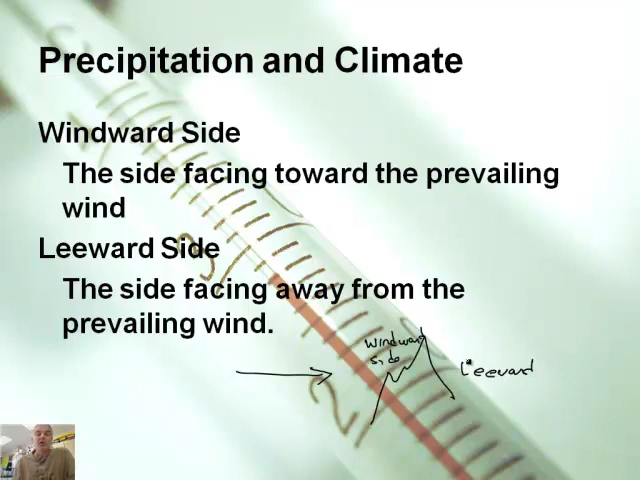 Precipitation and Climate
Windward Side
The side facing toward the prevailing
wind
Leeward Side
The side facing away from the
prevailing wind.
windward
side
Leeward